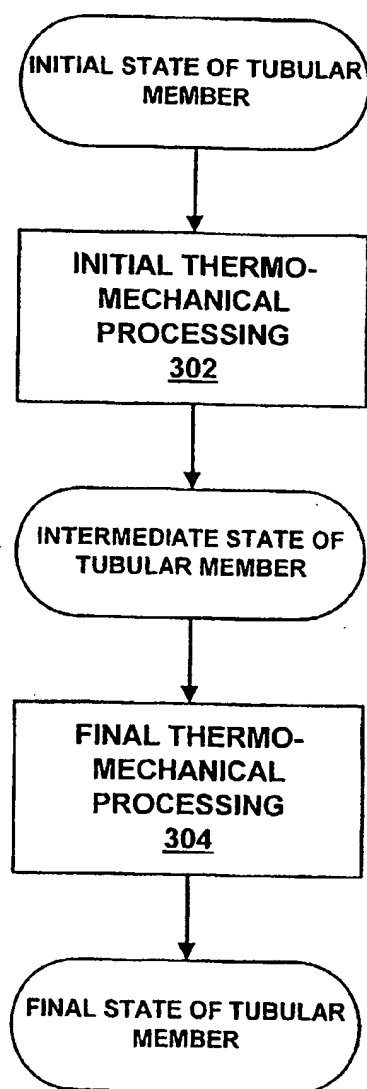 INITIAL STATE OF TUBULAR
MEMBER
INITIAL THERMO-
MECHANICAL
PROCESSING
302
INTERMEDIATE STATE OF
TUBULAR MEMBER
FINAL THERMO-
MECHANICAL
PROCESSING
304
FINAL STATE OF TUBULAR
MEMBER